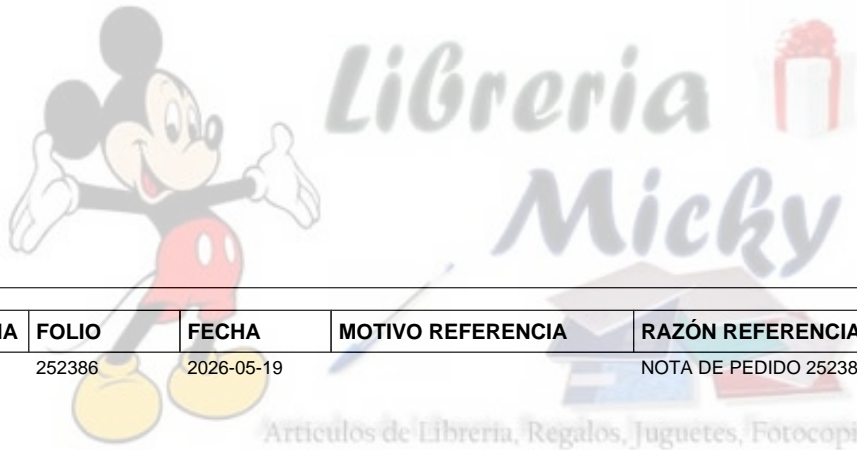 Libreria
Micky
IA FOLIO FECHA MOTIVO REFERENCIA RAZÓN REFERENCIA
252386 2026-05-19 NOTA DE PEDIDO 25238
Articulos de Libreria, Regalos, Juguetes, Fotocopi